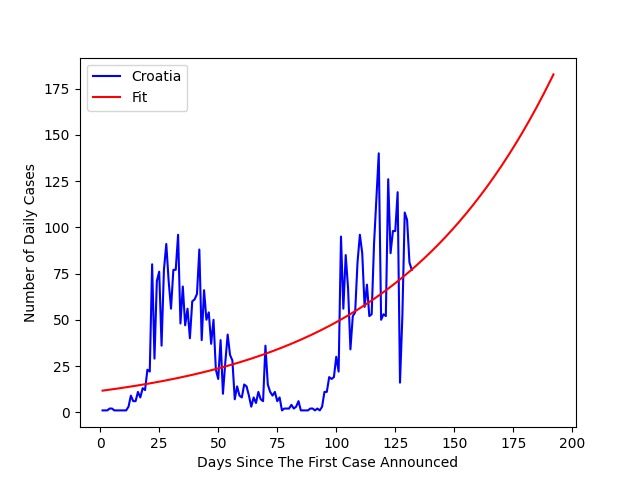 Croatia
Fit
175
150
125
100
75
50
25
0
Number of Daily Cases
0 25 50 75 100 125 150 175 200
Days Since The First Case Announced